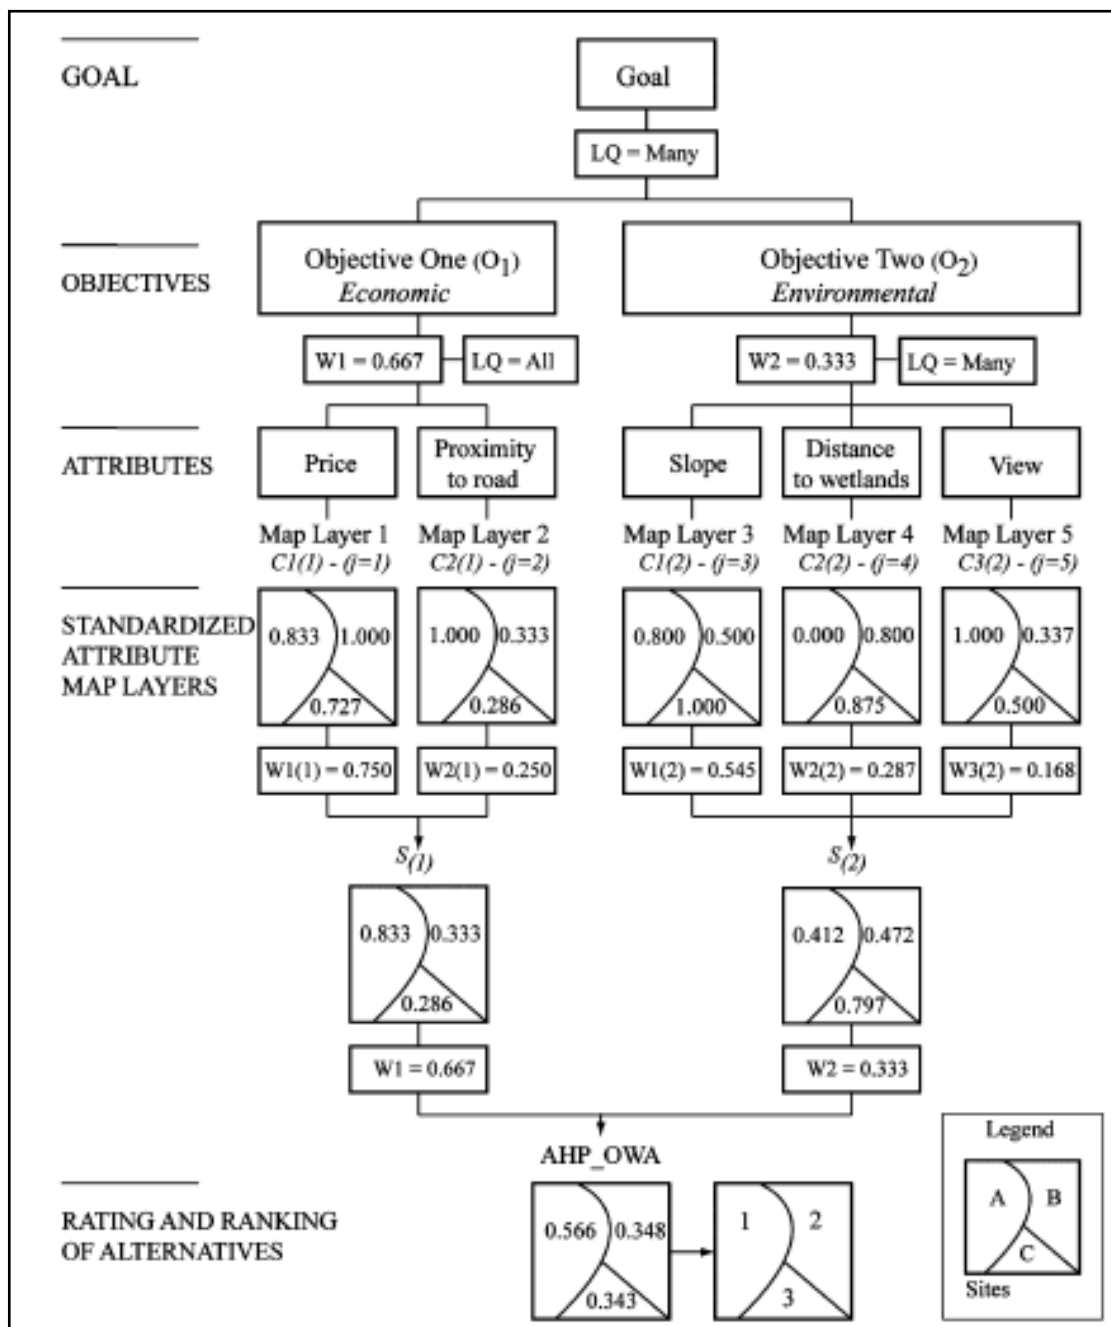 GOAL
Goal
LQ = Many
OBJECTIVES
Objective One (O1)
Economic
Objective Two (O2)
Environmental
W1 = 0.667
LQ = All
W2 = 0.333
LQ = Many
ATTRIBUTES
Price
Proximity
to road
Slope
Distance
to wetlands
View
Map Layer 1
C1(1) - (j=1)
Map Layer 2
C2(1) - (j=2)
Map Layer 3
C1(2) - (j=3)
Map Layer 4
C2(2) - (j=4)
Map Layer 5
C3(2) - (j=5)
STANDARDIZED
ATTRIBUTE
MAP LAYERS
0.833 1.000
0.727
1.000 0.333
0.286
0.800 0.500
1.000
0.000 0.800
0.875
1.000 0.337
0.500
W1(1) = 0.750
W2(1) = 0.250
W1(2) = 0.545
W2(2) = 0.287
W3(2) = 0.168
S(1)
S(2)
0.833 0.333
0.286
0.412 0.472
0.797
W1 = 0.667
W2 = 0.333
AHP_OWA
RATING AND RANKING
OF ALTERNATIVES
0.566 0.348
0.343
1 2
3
Legend
A B
C
Sites